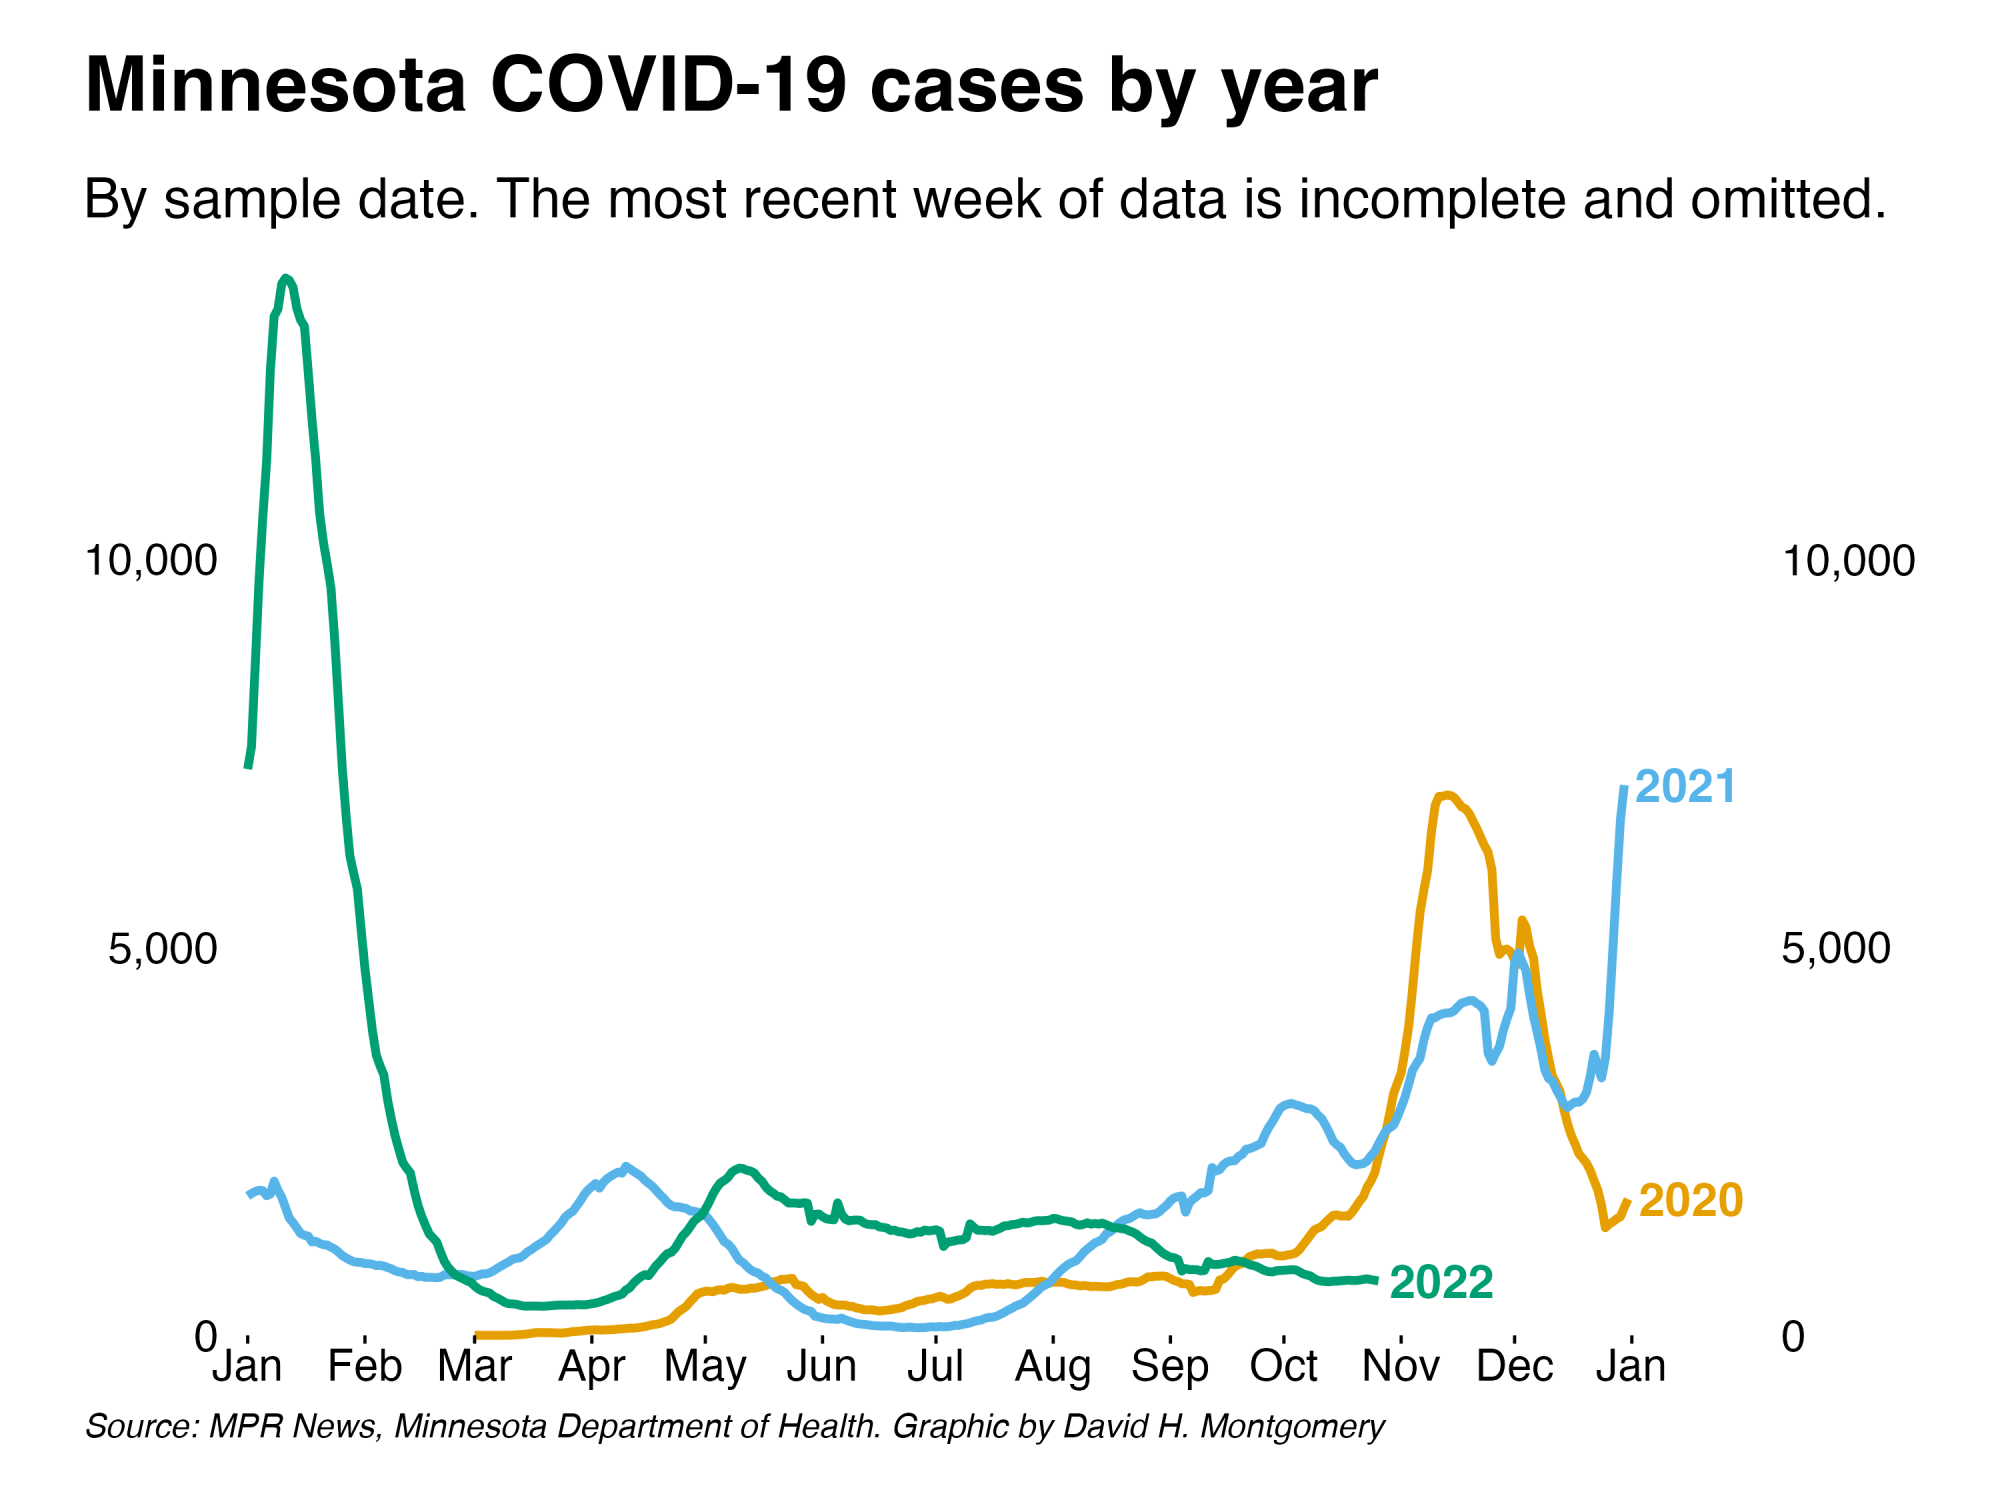 Minnesota COVID-19 cases by year
By sample date. The most recent week of data is incomplete and omitted.
10,000 10,000
2021
5,000 5,000
2020
2022
0 0
Jan Feb Mar Apr May Jun Jul Aug Sep Oct Nov Dec Jan
Source: MPR News, Minnesota Department of Health. Graphic by David H. Montgomery